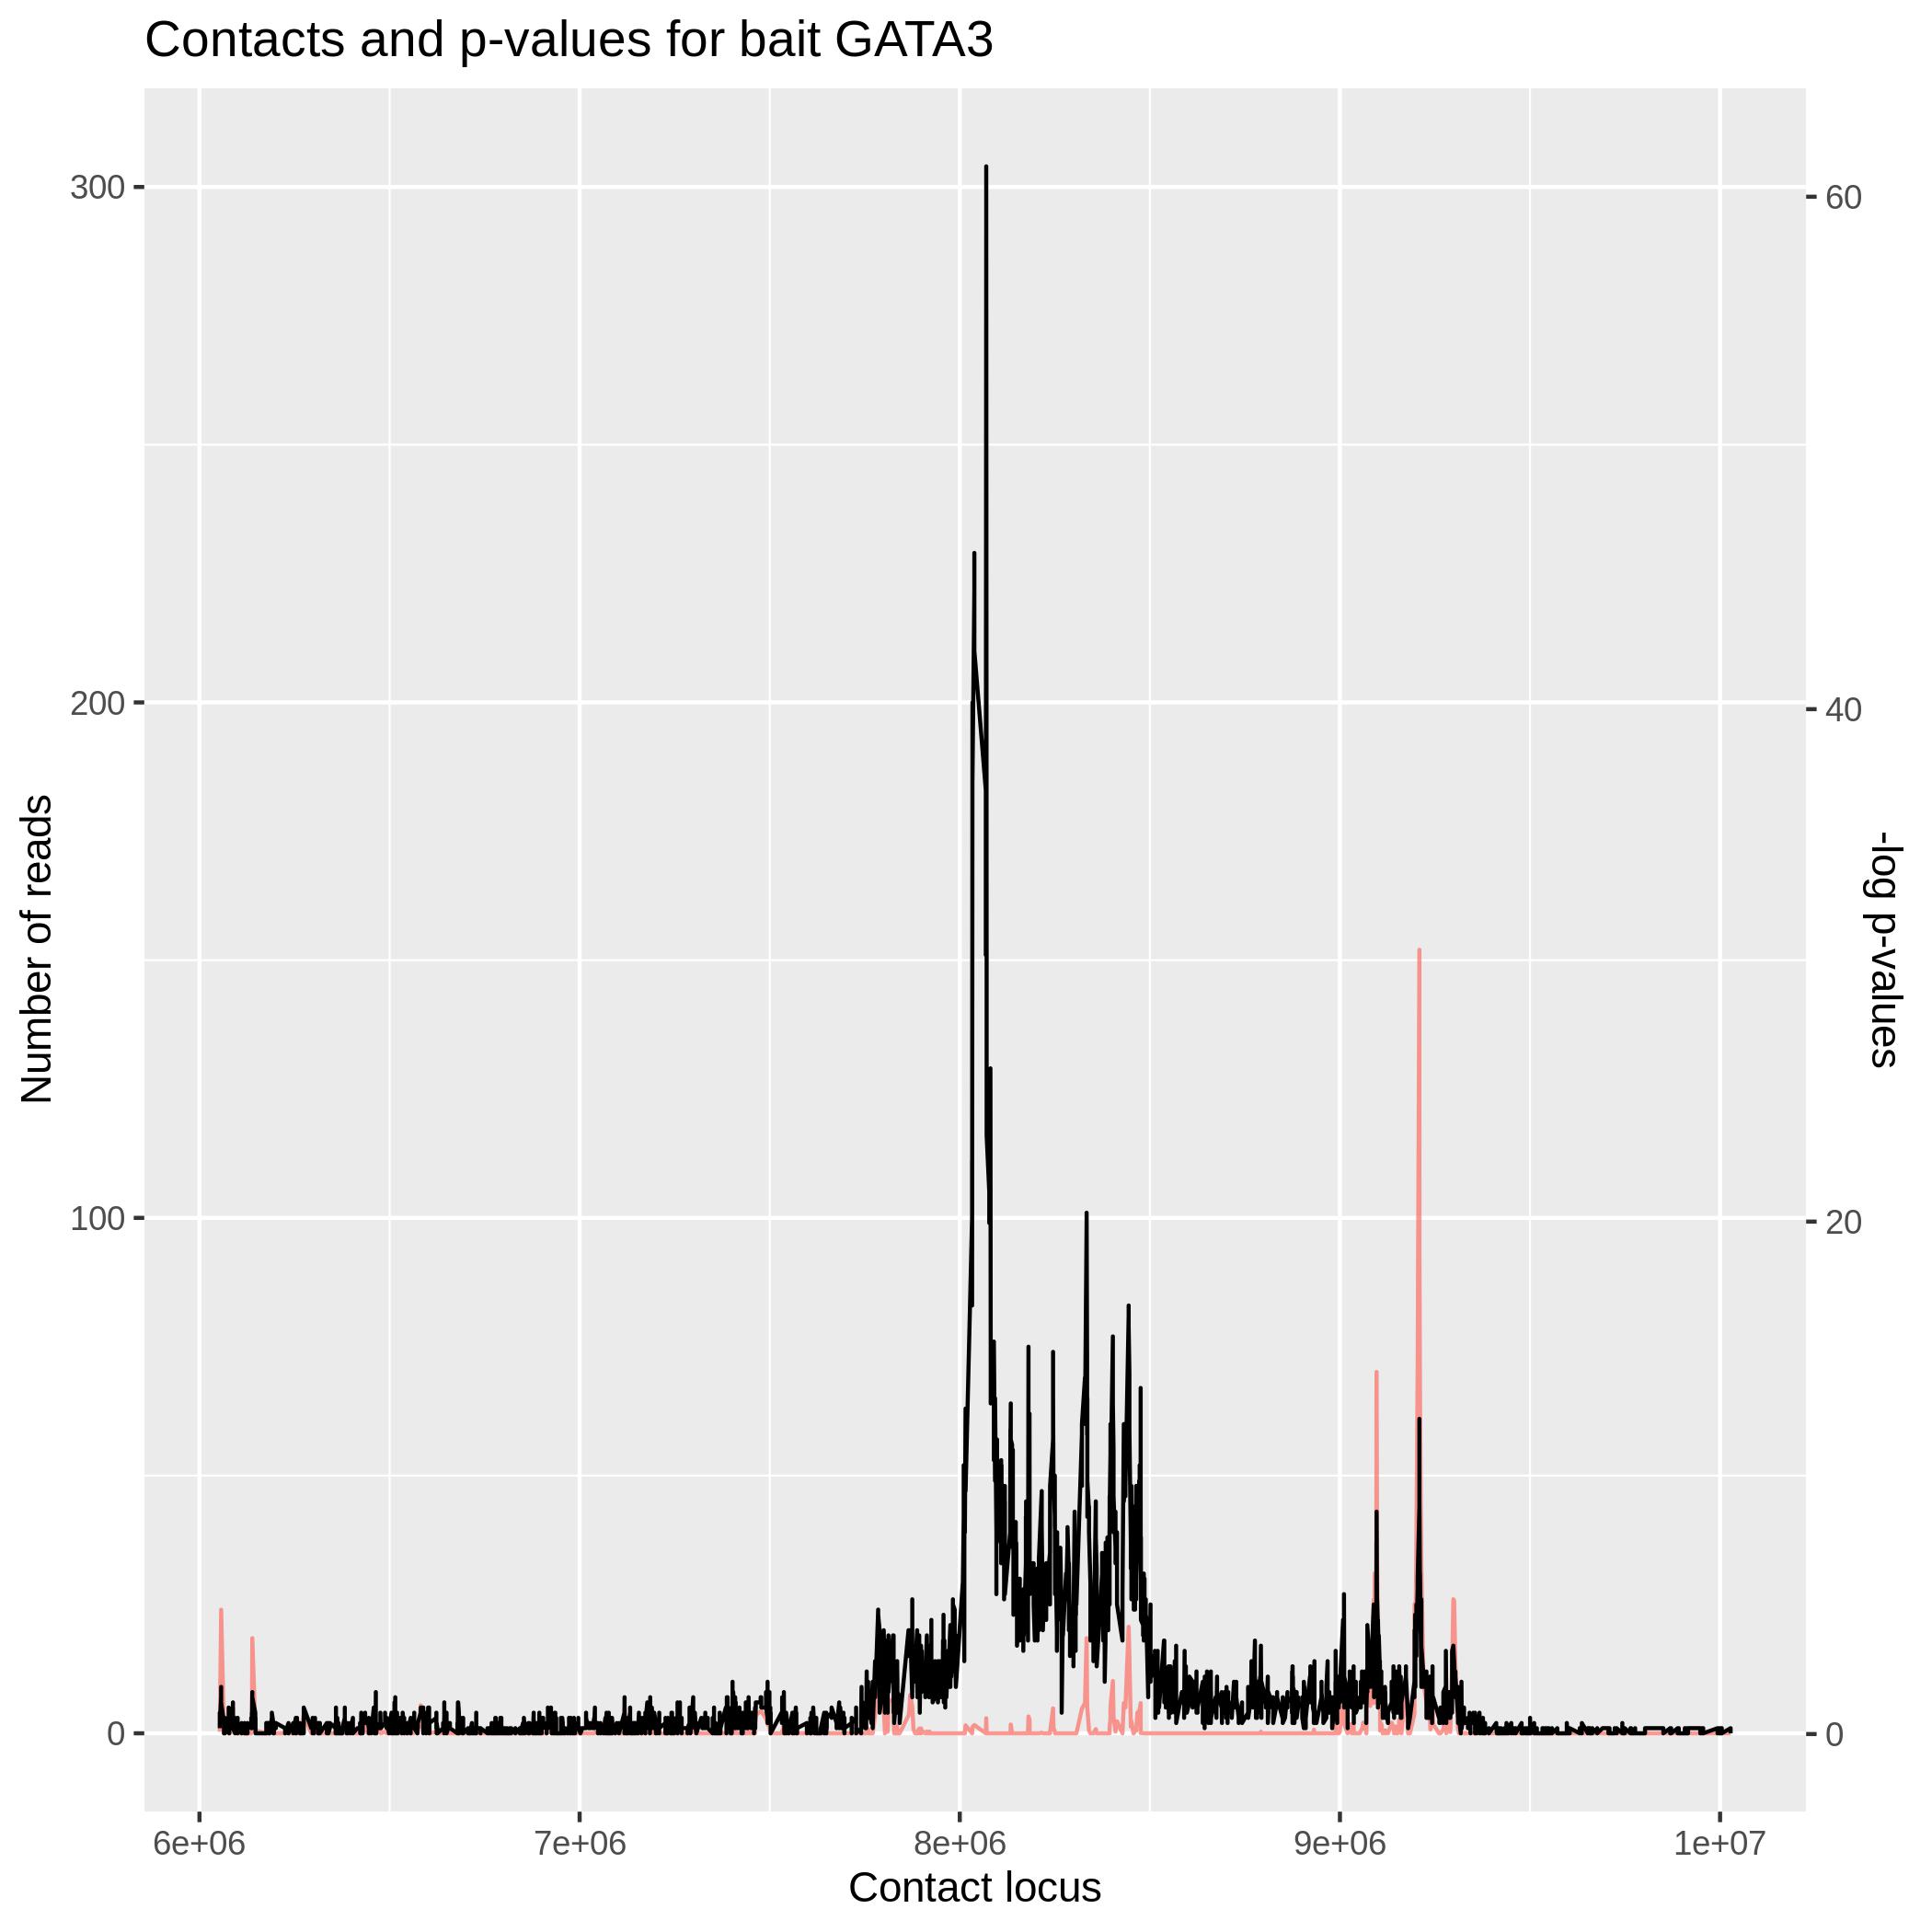 Contacts and p-values for bait GATA3
300
200
100
0
60
40
20
0
Number of reads
-log p-values
6e+06 7e+06 8e+06 9e+06 1e+07
Contact locus